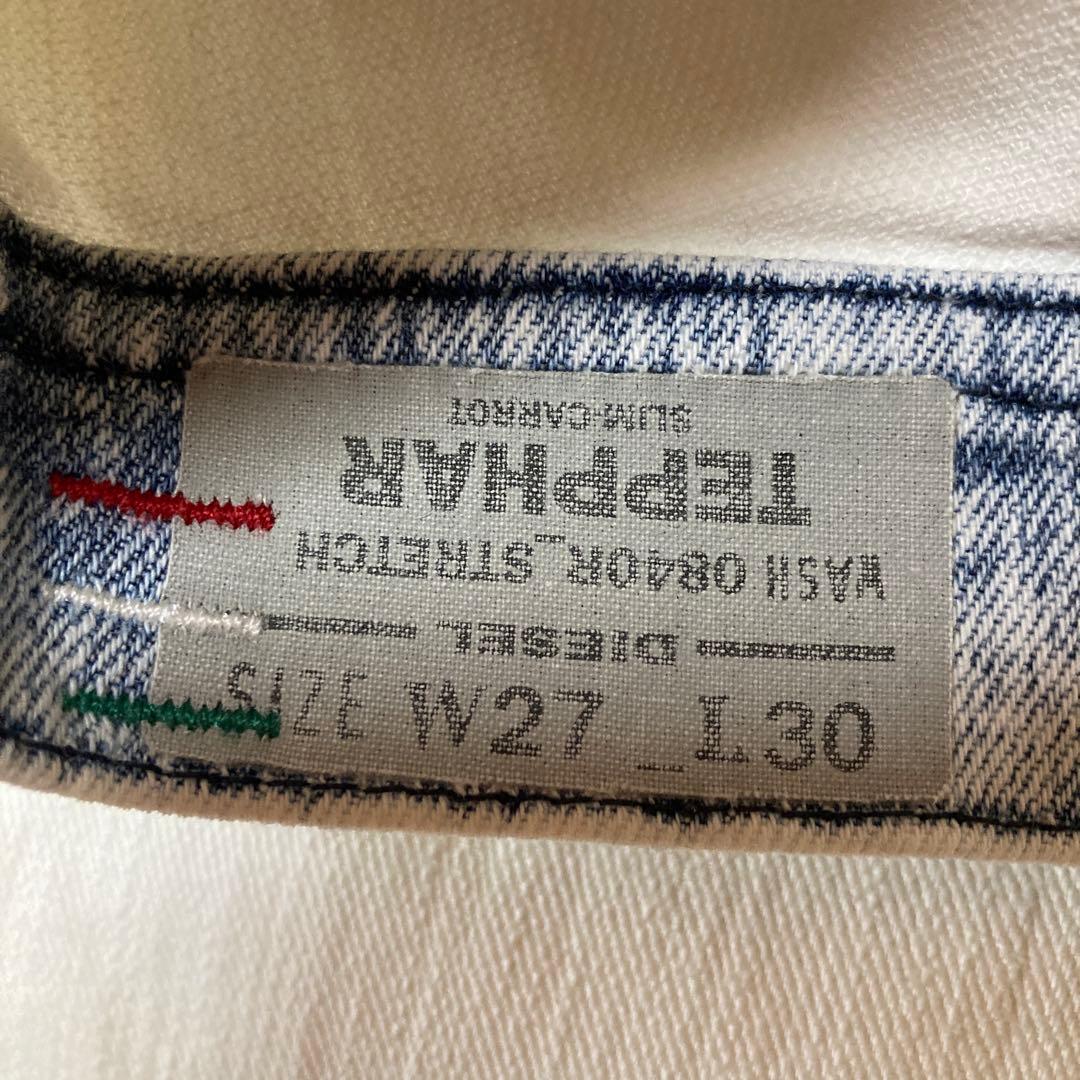 DIESEL
WASH 0840R_STRETCH
TEPPHAR
SLIM-CARROT
SIZE W27 _ L30